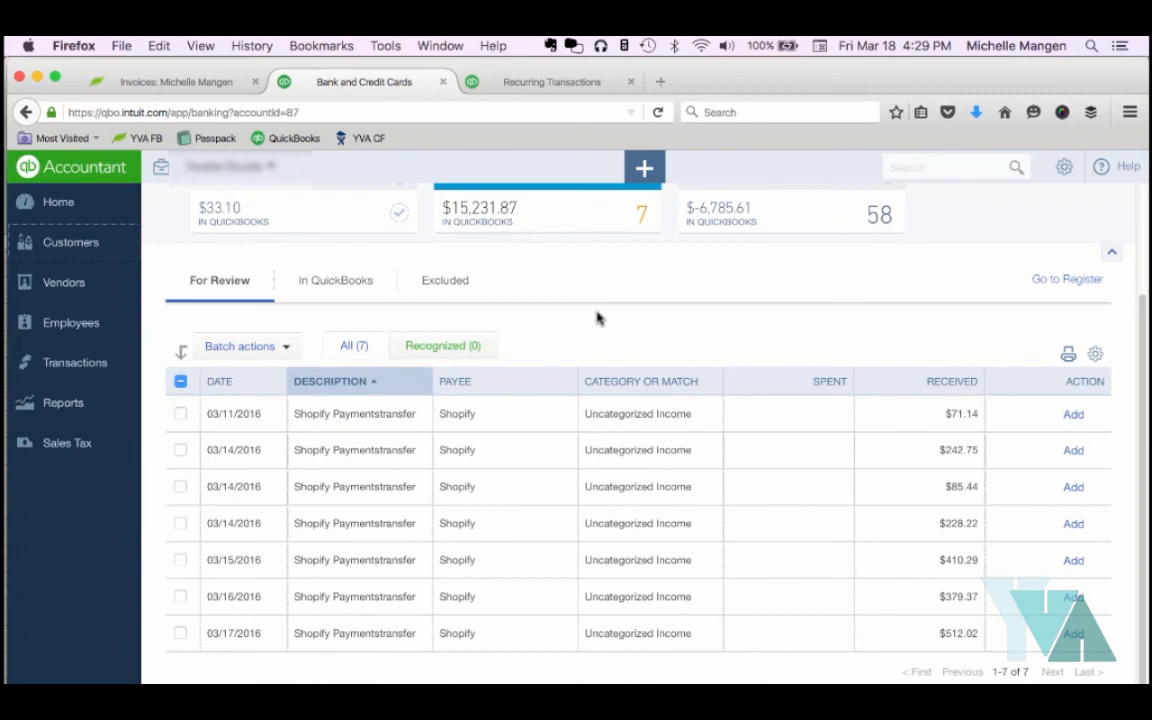 Firefox File Edit View History Bookmarks Tools Window Help 100% Fri Mar 18 4:29 PM Michelle Mangen
Invoices: Michelle Mangen × Bank and Credit Cards × Recurring Transactions × +
https://qbo.intuit.com/app/banking?accountId=87 Search
Most Visited YVA FB Passpack QuickBooks YVA CF
qb Accountant + Search Help
Home
Customers
Vendors
Employees
Transactions
Reports
Sales Tax
$33.10 $15,231.87 7 $-6,785.61 58
IN QUICKBOOKS IN QUICKBOOKS IN QUICKBOOKS
For Review In QuickBooks Excluded Go to Register
Batch actions All (7) Recognized (0)
DATE DESCRIPTION PAYEE CATEGORY OR MATCH SPENT RECEIVED ACTION
03/11/2016 Shopify Paymentstransfer Shopify Uncategorized Income $71.14 Add
03/14/2016 Shopify Paymentstransfer Shopify Uncategorized Income $242.75 Add
03/14/2016 Shopify Paymentstransfer Shopify Uncategorized Income $85.44 Add
03/14/2016 Shopify Paymentstransfer Shopify Uncategorized Income $228.22 Add
03/15/2016 Shopify Paymentstransfer Shopify Uncategorized Income $410.29 Add
03/16/2016 Shopify Paymentstransfer Shopify Uncategorized Income $379.37 Add
03/17/2016 Shopify Paymentstransfer Shopify Uncategorized Income $512.02 Add
YVA
< First Previous 1-7 of 7 Next Last >